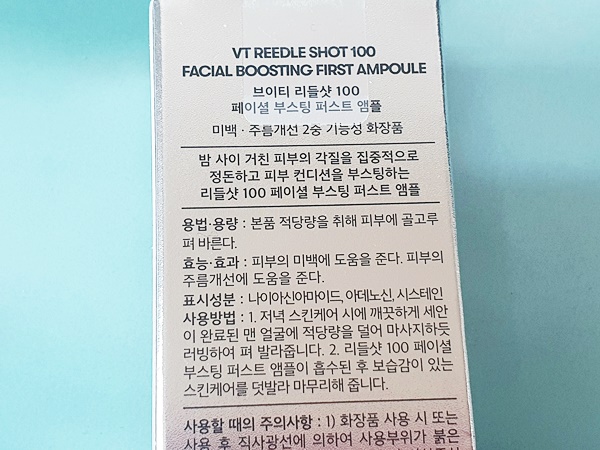 VT REEDLE SHOT 100
FACIAL BOOSTING FIRST AMPOULE
브이티 리들샷 100
페이셜 부스팅 퍼스트 앰플
미백 · 주름개선 2중 기능성 화장품
밤 사이 거친 피부의 각질을 집중적으로
정돈하고 피부 컨디션을 부스팅하는
리들샷 100 페이셜 부스팅 퍼스트 앰플
용법·용량 : 본품 적당량을 취해 피부에 골고루
펴 바른다.
효능·효과 : 피부의 미백에 도움을 준다. 피부의
주름개선에 도움을 준다.
표시성분 : 나이아신아마이드, 아데노신, 시스테인
사용방법 : 1. 저녁 스킨케어 시에 깨끗하게 세안
이 완료된 맨 얼굴에 적당량을 덜어 마사지하듯
러빙하여 펴 발라줍니다. 2. 리들샷 100 페이셜
부스팅 퍼스트 앰플이 흡수된 후 보습감이 있는
스킨케어를 덧발라 마무리해 줍니다.
사용할 때의 주의사항 : 1) 화장품 사용 시 또는
사용 후 직사광선에 의하여 사용부위가 붉은